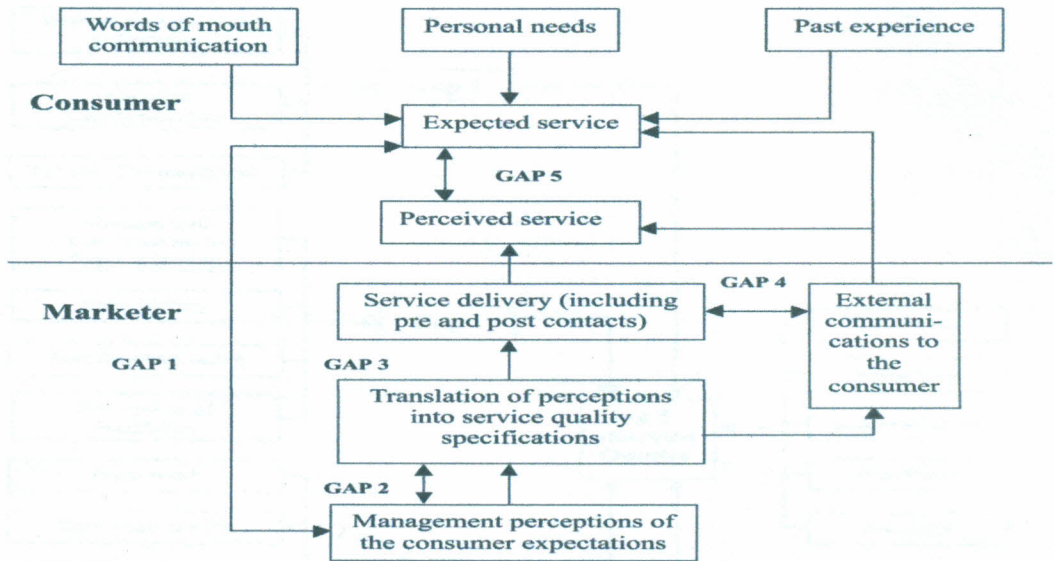 Words of mouth
communication
Personal needs
Past experience
Consumer
Expected service
GAP 5
Perceived service
Marketer
GAP 1
Service delivery (including
pre and post contacts)
GAP 4
External
communi-
cations to
the
consumer
GAP 3
Translation of perceptions
into service quality
specifications
GAP 2
Management perceptions of
the consumer expectations